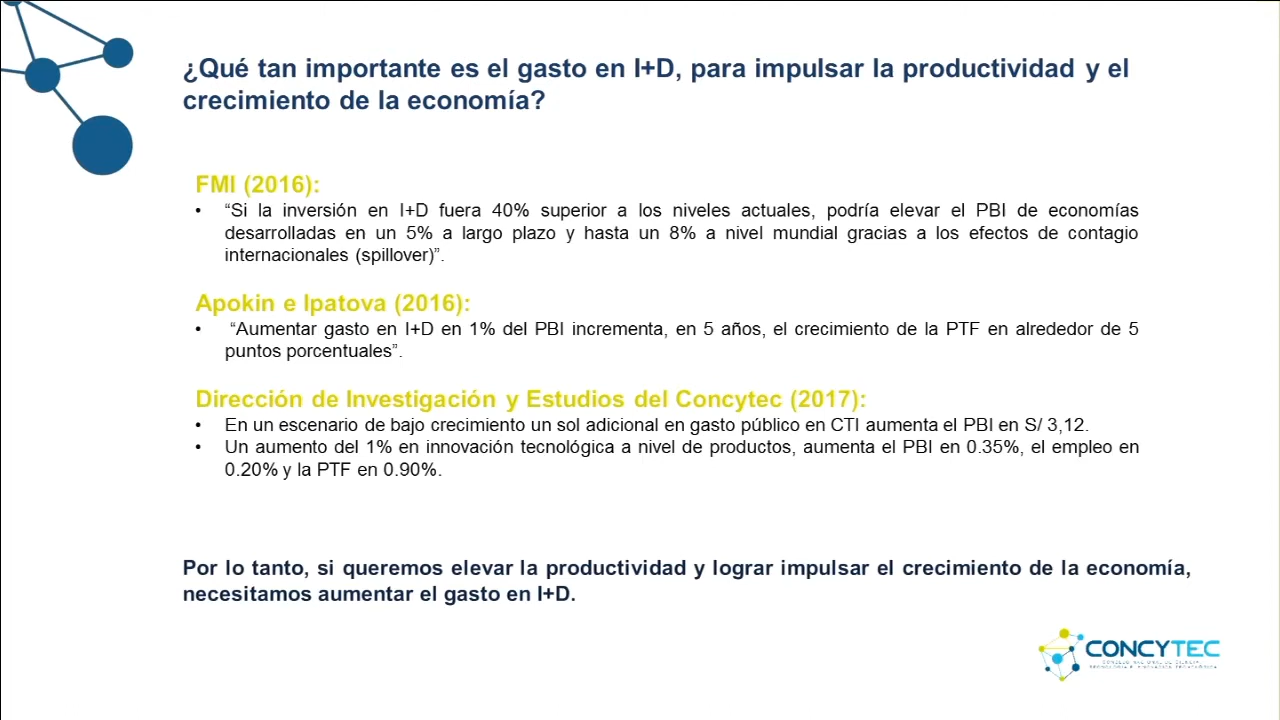 ¿Qué tan importante es el gasto en I+D, para impulsar la productividad y el
crecimiento de la economía?
FMI (2016):
• “Si la inversión en I+D fuera 40% superior a los niveles actuales, podría elevar el PBI de economías
desarrolladas en un 5% a largo plazo y hasta un 8% a nivel mundial gracias a los efectos de contagio
internacionales (spillover)”.
Apokin e Ipatova (2016):
• “Aumentar gasto en I+D en 1% del PBI incrementa, en 5 años, el crecimiento de la PTF en alrededor de 5
puntos porcentuales”.
Dirección de Investigación y Estudios del Concytec (2017):
• En un escenario de bajo crecimiento un sol adicional en gasto público en CTI aumenta el PBI en S/ 3,12.
• Un aumento del 1% en innovación tecnológica a nivel de productos, aumenta el PBI en 0.35%, el empleo en
0.20% y la PTF en 0.90%.
Por lo tanto, si queremos elevar la productividad y lograr impulsar el crecimiento de la economía,
necesitamos aumentar el gasto en I+D.
CONCYTEC